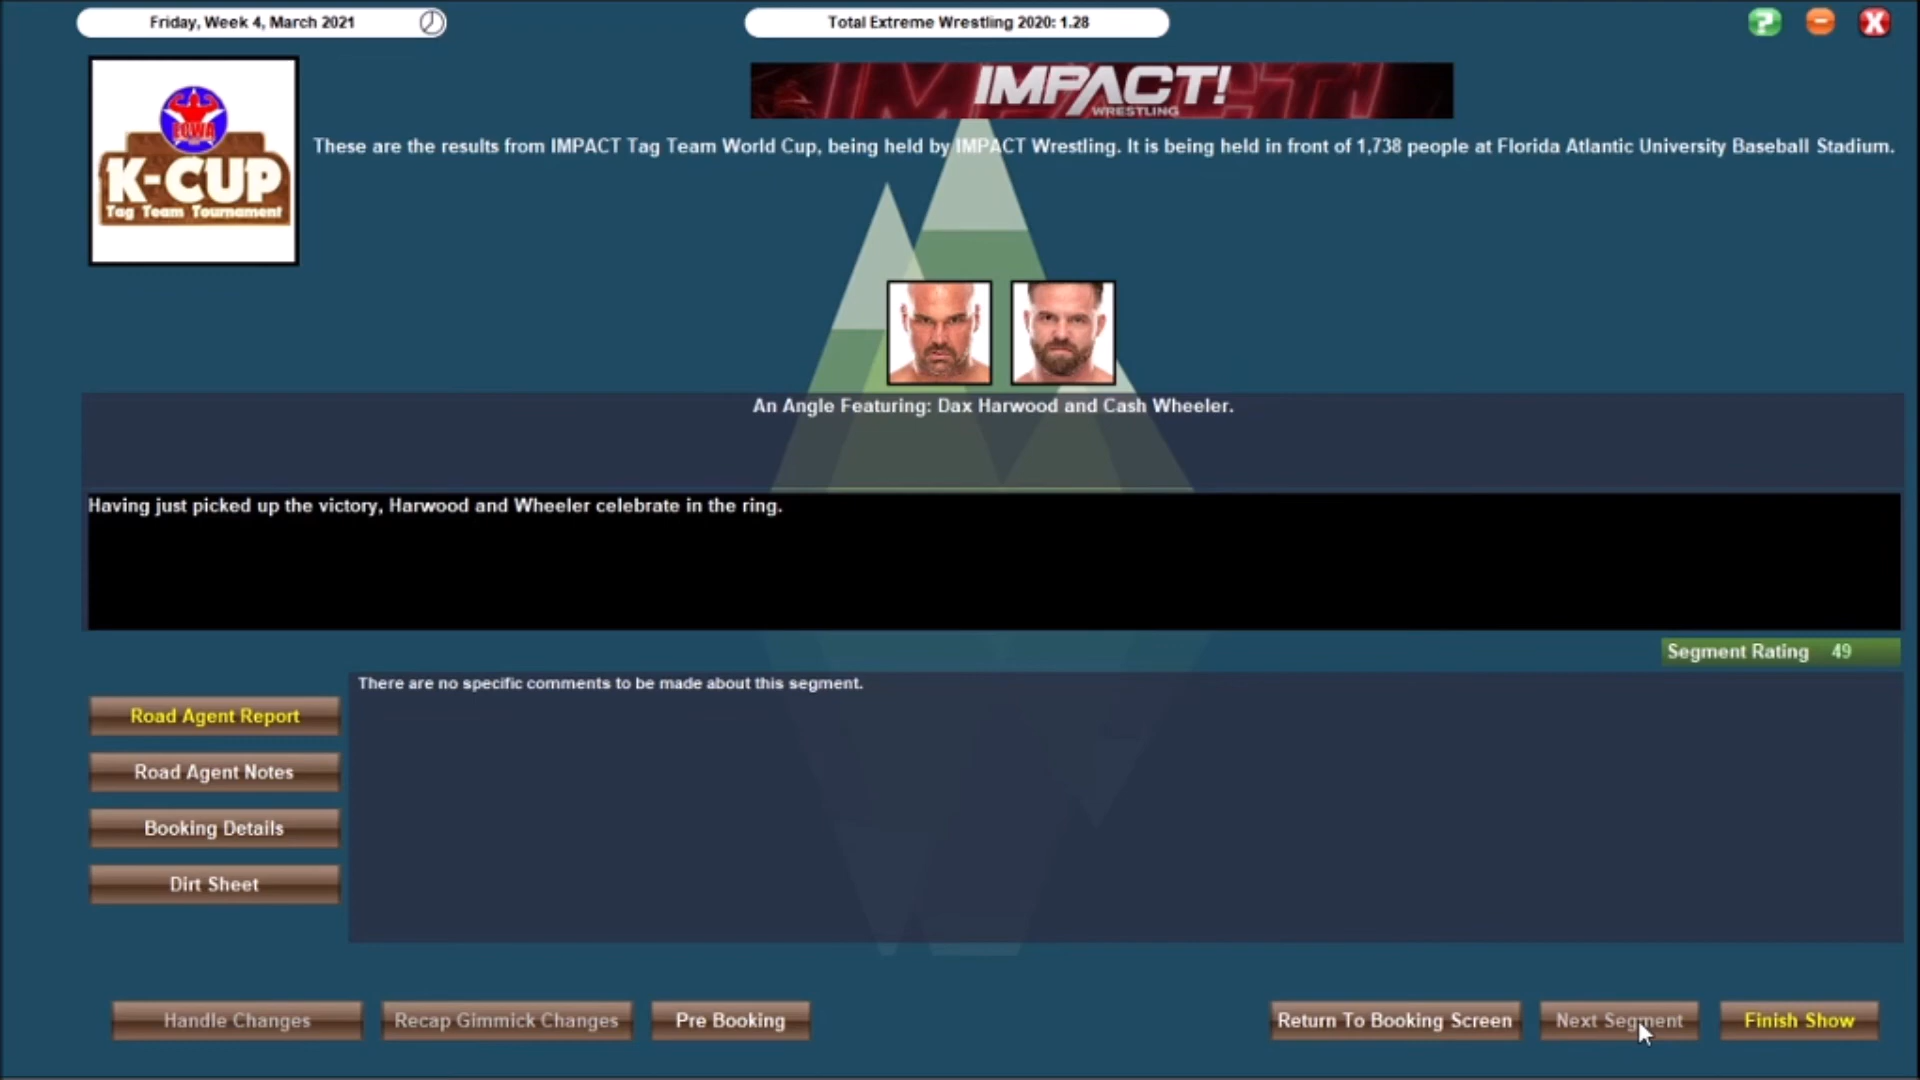 Friday, Week 4, March 2021
Total Extreme Wrestling 2020: 1.28
IMPACT!
WRESTLING
ECWA
K-CUP
Tag Team Tournament
These are the results from IMPACT Tag Team World Cup, being held by IMPACT Wrestling. It is being held in front of 1,738 people at Florida Atlantic University Baseball Stadium.
An Angle Featuring: Dax Harwood and Cash Wheeler.
Having just picked up the victory, Harwood and Wheeler celebrate in the ring.
Segment Rating 49
There are no specific comments to be made about this segment.
Road Agent Report
Road Agent Notes
Booking Details
Dirt Sheet
Handle Changes
Recap Gimmick Changes
Pre Booking
Return To Booking Screen
Next Segment
Finish Show